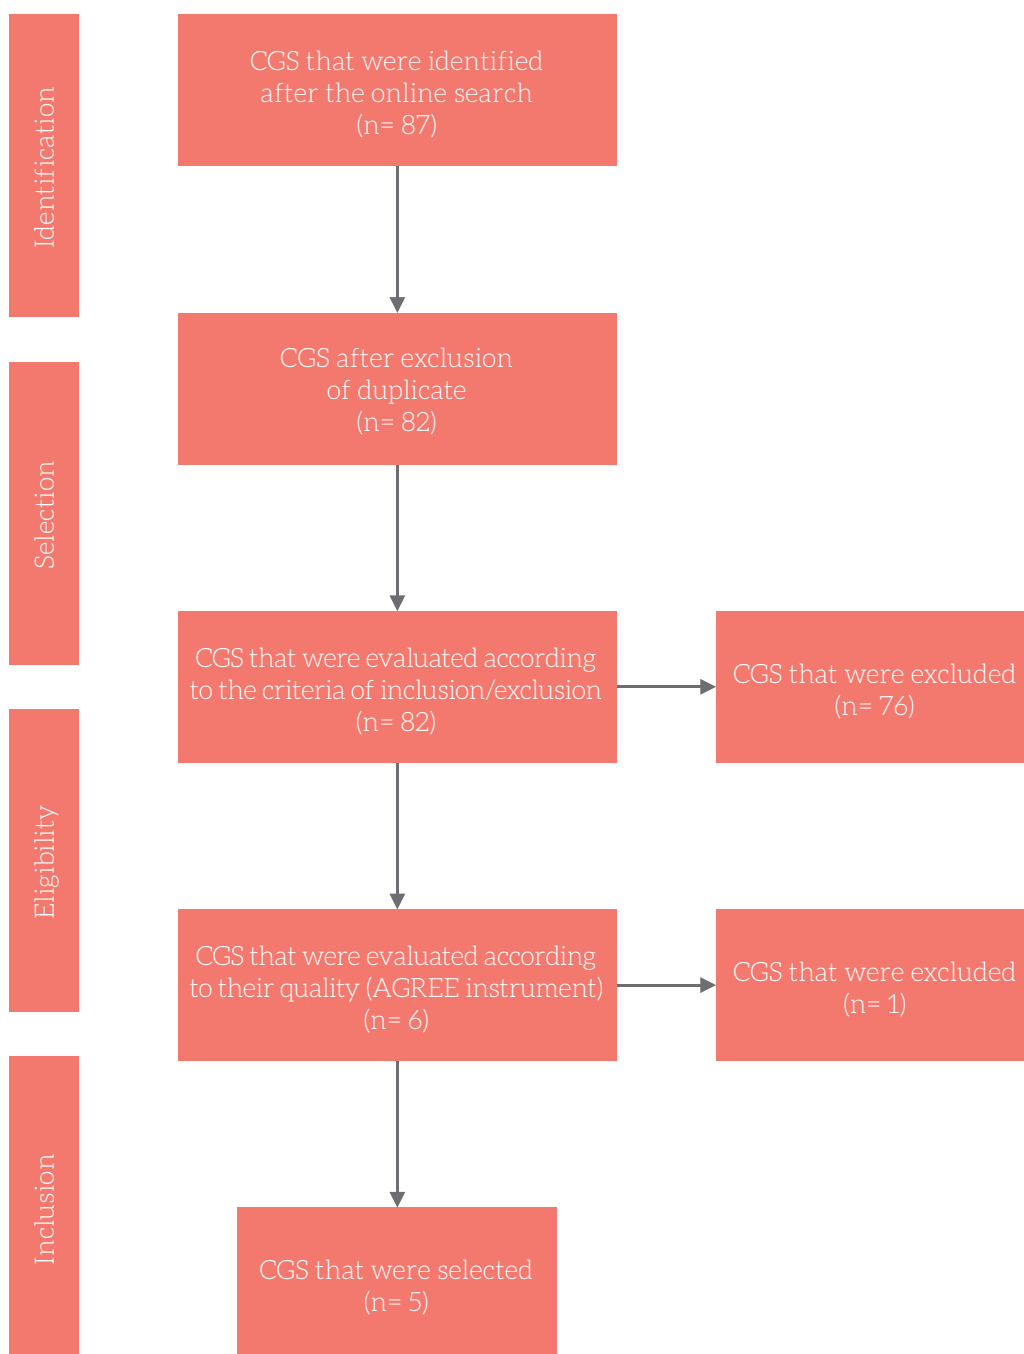 Identification
CGS that were identified
after the online search
(n= 87)
Selection
CGS after exclusion
of duplicate
(n= 82)
CGS that were evaluated according
to the criteria of inclusion/exclusion
(n= 82)
CGS that were excluded
(n= 76)
Eligibility
CGS that were evaluated according
to their quality (AGREE instrument)
(n= 6)
CGS that were excluded
(n= 1)
Inclusion
CGS that were selected
(n= 5)